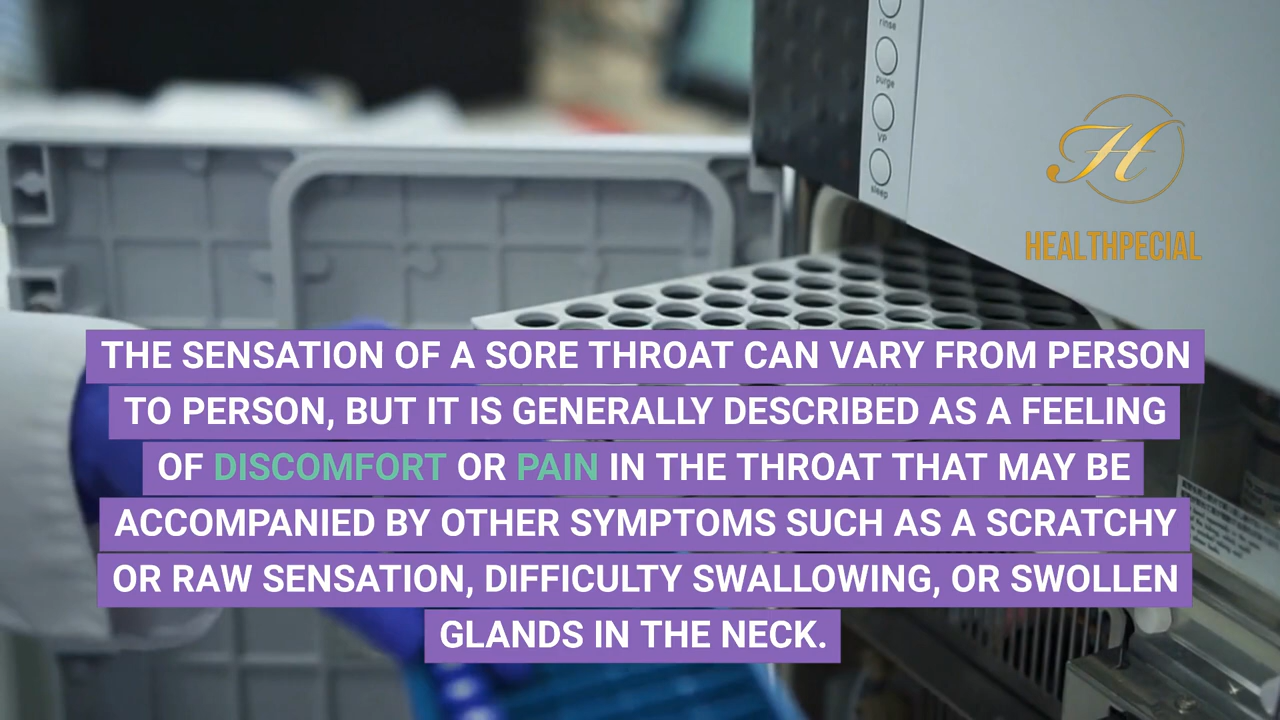 rinse
purge
VP
sleep
H
HEALTHPECIAL
THE SENSATION OF A SORE THROAT CAN VARY FROM PERSON
TO PERSON, BUT IT IS GENERALLY DESCRIBED AS A FEELING
OF DISCOMFORT OR PAIN IN THE THROAT THAT MAY BE
ACCOMPANIED BY OTHER SYMPTOMS SUCH AS A SCRATCHY
OR RAW SENSATION, DIFFICULTY SWALLOWING, OR SWOLLEN
GLANDS IN THE NECK.